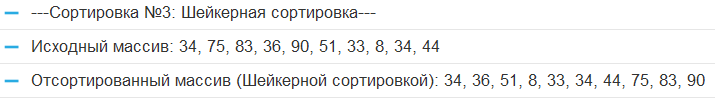 ---Сортировка №3: Шейкерная сортировка---
Исходный массив: 34, 75, 83, 36, 90, 51, 33, 8, 34, 44
Отсортированный массив (Шейкерной сортировкой): 34, 36, 51, 8, 33, 34, 44, 75, 83, 90